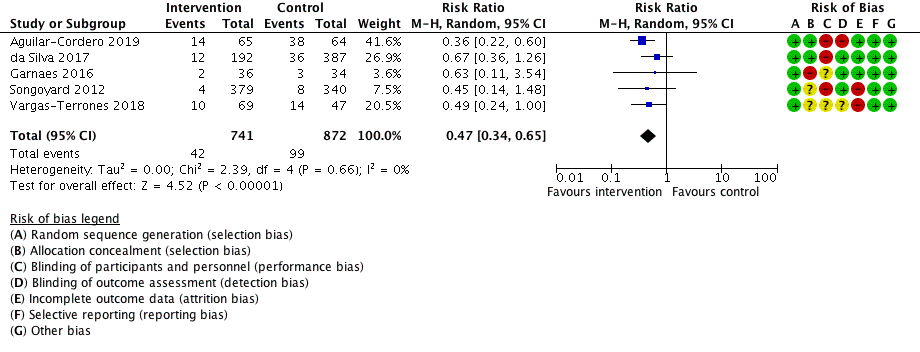 Intervention Control Risk Ratio Risk Ratio Risk of Bias
Study or Subgroup Events Total Events Total Weight M-H, Random, 95% CI M-H, Random, 95% CI A B C D E F G
Aguilar-Cordero 2019 14 65 38 64 41.6% 0.36 [0.22, 0.60] + + - - + + +
da Silva 2017 12 192 36 387 26.9% 0.67 [0.36, 1.26] + + - + + + +
Garnaes 2016 2 36 3 34 3.6% 0.63 [0.11, 3.54] + - ? + + + +
Songoyard 2012 4 379 8 340 7.5% 0.45 [0.14, 1.48] + ? - + - + +
Vargas-Terrones 2018 10 69 14 47 20.5% 0.49 [0.24, 1.00] + ? ? ? - + +
Total (95% CI) 741 872 100.0% 0.47 [0.34, 0.65]
Total events 42 99
Heterogeneity: Tau² = 0.00; Chi² = 2.39, df = 4 (P = 0.66); I² = 0%
Test for overall effect: Z = 4.52 (P < 0.00001)
0.01 0.1 1 10 100
Favours intervention Favours control
Risk of bias legend
(A) Random sequence generation (selection bias)
(B) Allocation concealment (selection bias)
(C) Blinding of participants and personnel (performance bias)
(D) Blinding of outcome assessment (detection bias)
(E) Incomplete outcome data (attrition bias)
(F) Selective reporting (reporting bias)
(G) Other bias